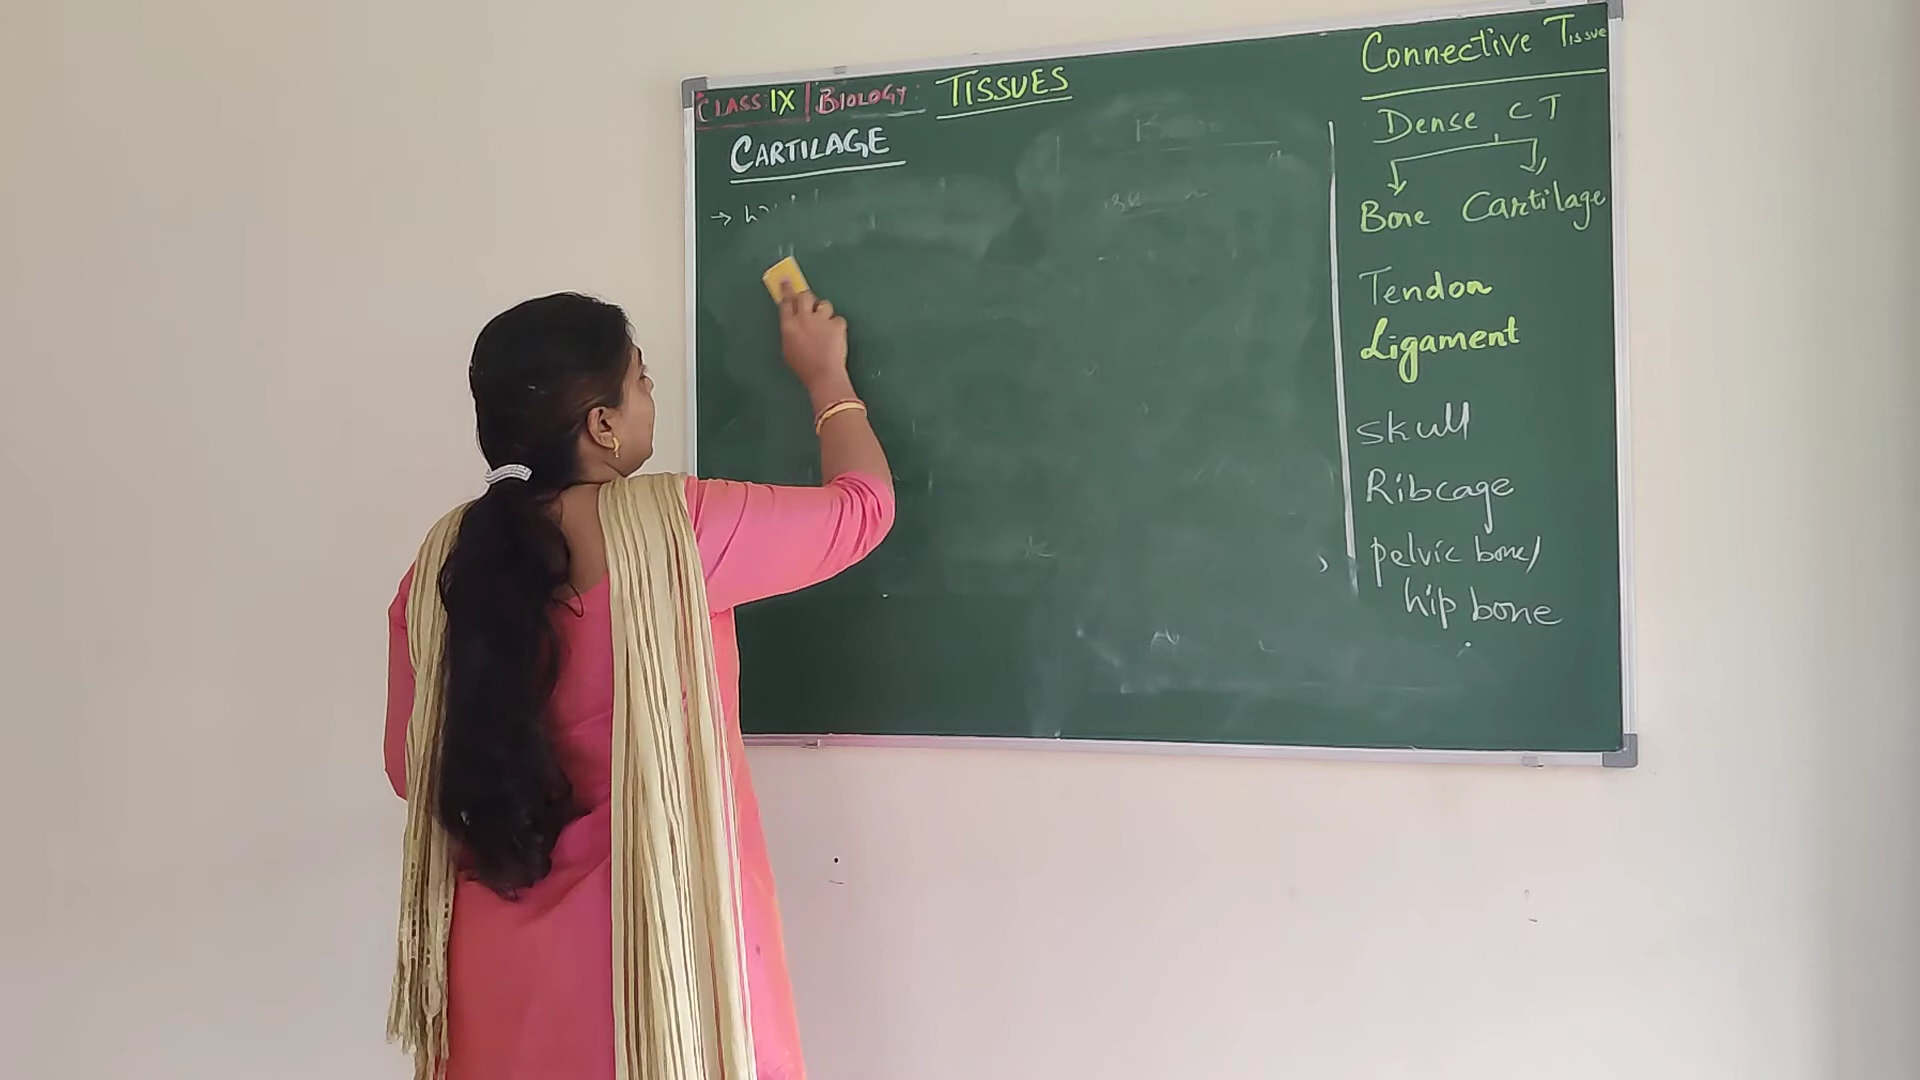 CLASS IX | BIOLOGY TISSUES
CARTILAGE
→
Connective Tissue
Dense CT
Bone Cartilage
Tendon
Ligament
Skull
Ribcage
pelvic bone/
hip bone